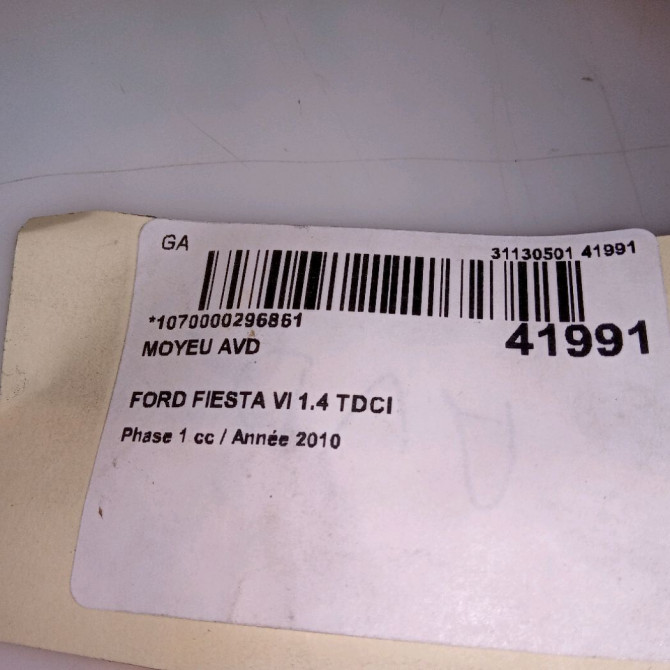 GA
31130501 41991
*1070000296861
41991
MOYEU AVD
FORD FIESTA VI 1.4 TDCI
Phase 1 cc / Année 2010